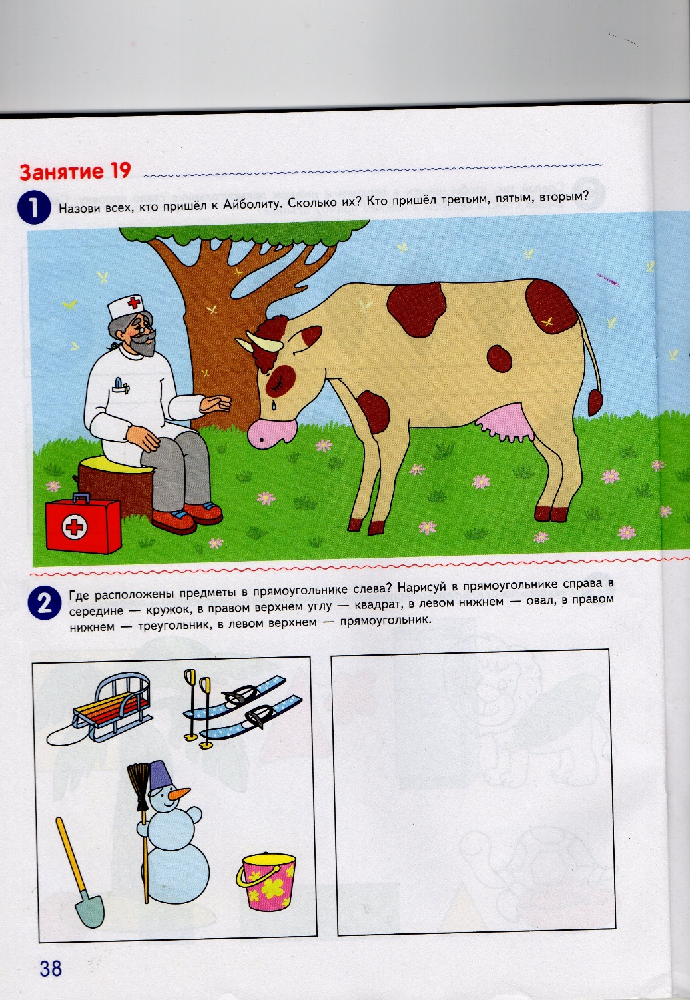 Занятие 19
1 Назови всех, кто пришёл к Айболиту. Сколько их? Кто пришёл третьим, пятым, вторым?
2 Где расположены предметы в прямоугольнике слева? Нарисуй в прямоугольнике справа в
середине — кружок, в правом верхнем углу — квадрат, в левом нижнем — овал, в правом
нижнем — треугольник, в левом верхнем — прямоугольник.
38